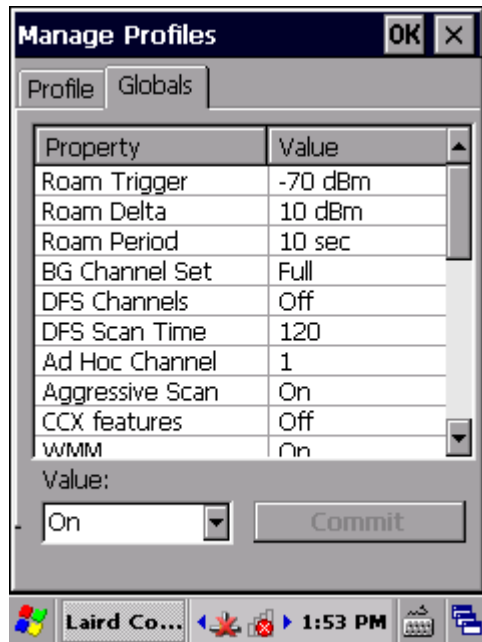 Manage Profiles OK
Profile Globals
Property Value
Roam Trigger -70 dBm
Roam Delta 10 dBm
Roam Period 10 sec
BG Channel Set Full
DFS Channels Off
DFS Scan Time 120
Ad Hoc Channel 1
Aggressive Scan On
CCX features Off
WMM On
Value:
On Commit
Laird Co... 1:53 PM